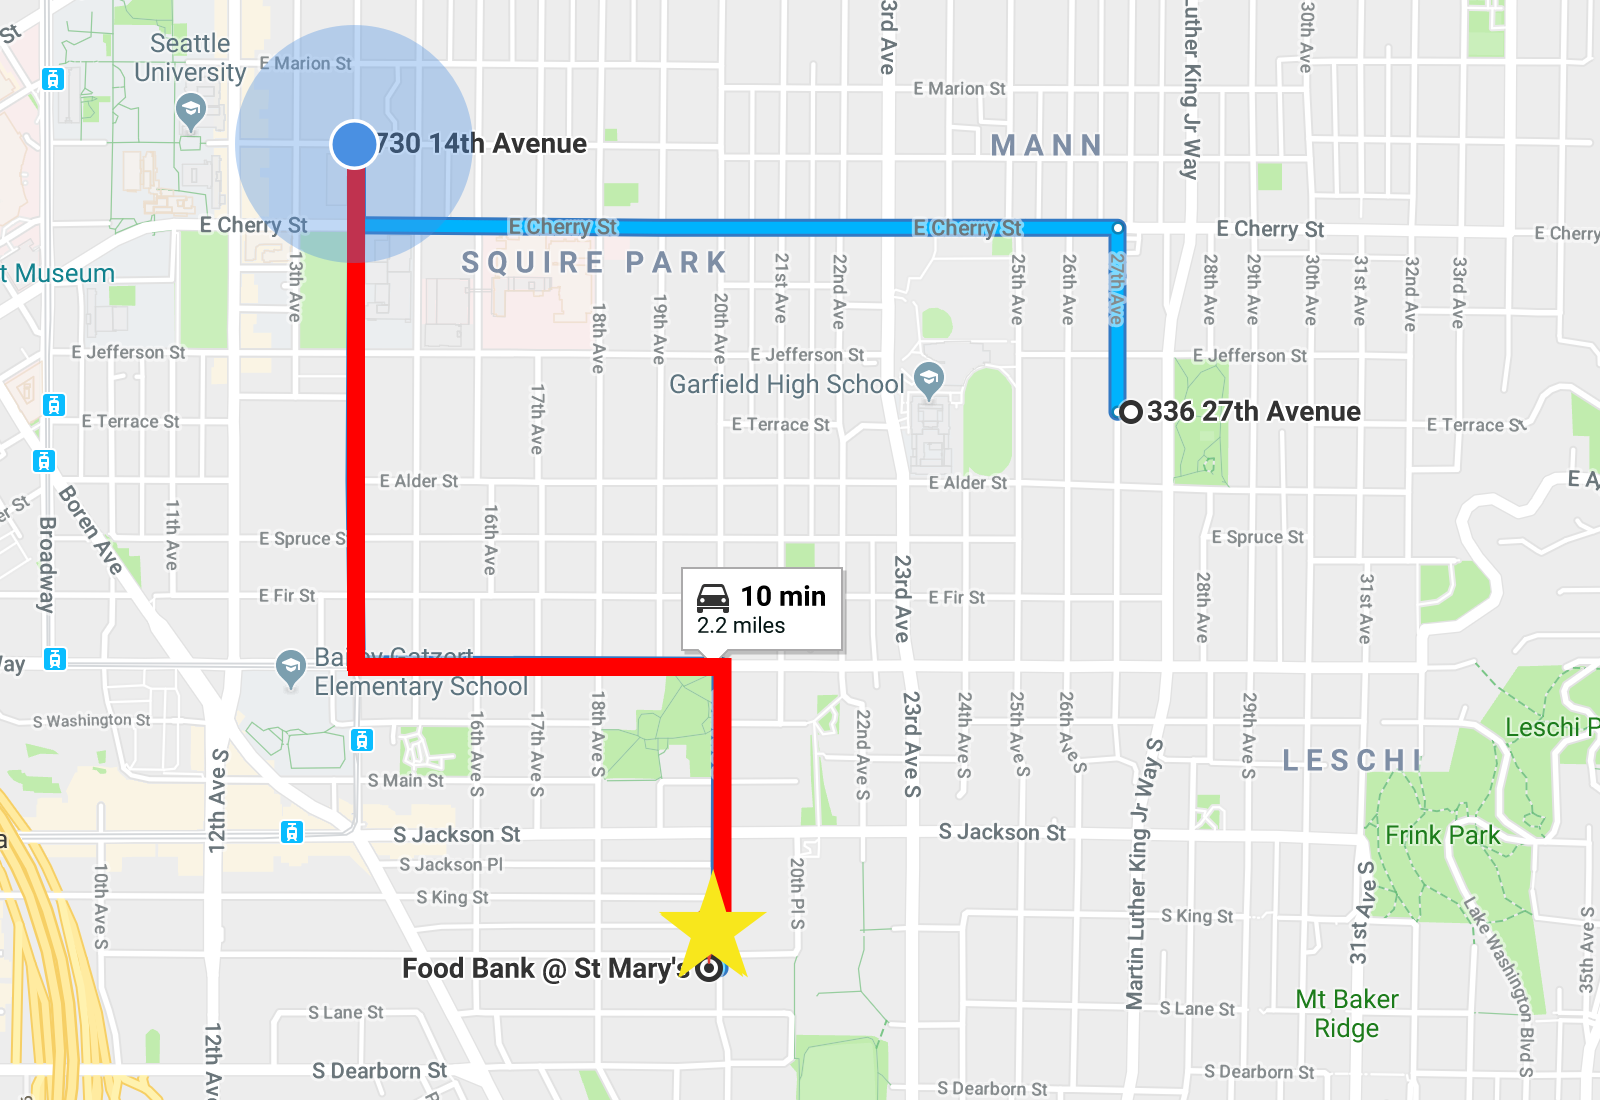 St
Seattle
University
E Marion St
23rd Ave
Luther King Jr Way
30th Ave
E Marion St
MANN
730 14th Avenue
E Cherry St
E Cherry St
E Cherry St
E Cherry St
E Cherry
SQUIRE PARK
t Museum
13th Ave
18th Ave
19th Ave
20th Ave
21st Ave
22nd Ave
25th Ave
26th Ave
27th Ave
28th Ave
29th Ave
30th Ave
31st Ave
32nd Ave
33rd Ave
E Jefferson St
E Jefferson St
E Jefferson St
Garfield High School
17th Ave
336 27th Avenue
E Terrace St
E Terrace St
E Terrace St
E Alder St
E Alder St
E A
er St
Boren Ave
Broadway
11th Ave
16th Ave
E Spruce S
E Spruce St
23rd Ave
28th Ave
31st Ave
E Fir St
E Fir St
10 min
2.2 miles
Way
Bailey Gatzert
Elementary School
S Washington St
12th Ave S
16th Ave S
17th Ave S
18th Ave S
22nd Ave S
23rd Ave S
24th Ave S
25th Ave S
26th Ave S
29th Ave S
Martin Luther King Jr Way S
Leschi P
LESCHI
S Main St
a
S Jackson St
S Jackson St
Frink Park
S Jackson Pl
S King St
S King St
10th Ave S
20th Pl S
31st Ave S
Lake Washington Blvd S
35th Ave S
Food Bank @ St Mary's
S Lane St
S Lane St
Mt Baker
Ridge
12th Av
S Dearborn St
S Dearborn St
S Dearborn St